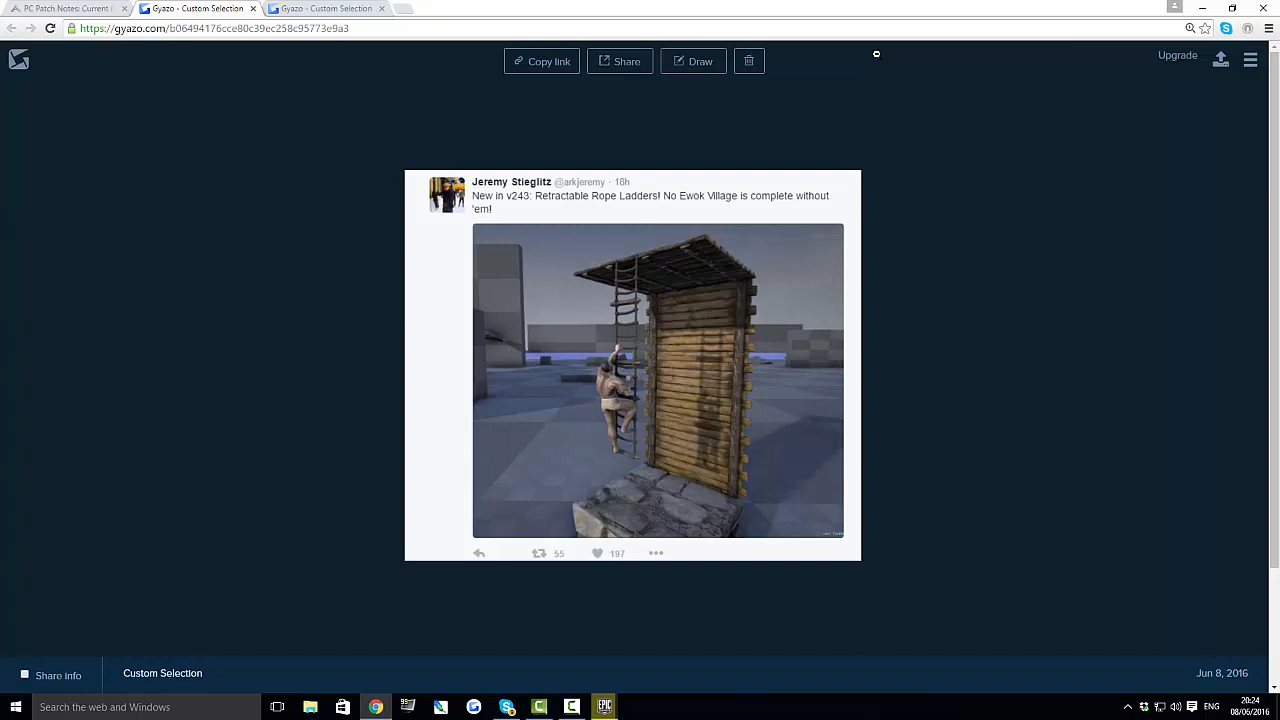 PC Patch Notes: Current (
Gyazo - Custom Selection
Gyazo - Custom Selection
https://gyazo.com/b06494176cce80c39ec258c95773e9a3
Copy link
Share
Draw
Upgrade
Jeremy Stieglitz @arkjeremy · 18h
New in v243: Retractable Rope Ladders! No Ewok Village is complete without
'em!
55
197
Share info
Custom Selection
Jun 8, 2016
Search the web and Windows
EPIC
ENG
20:24
08/06/2016